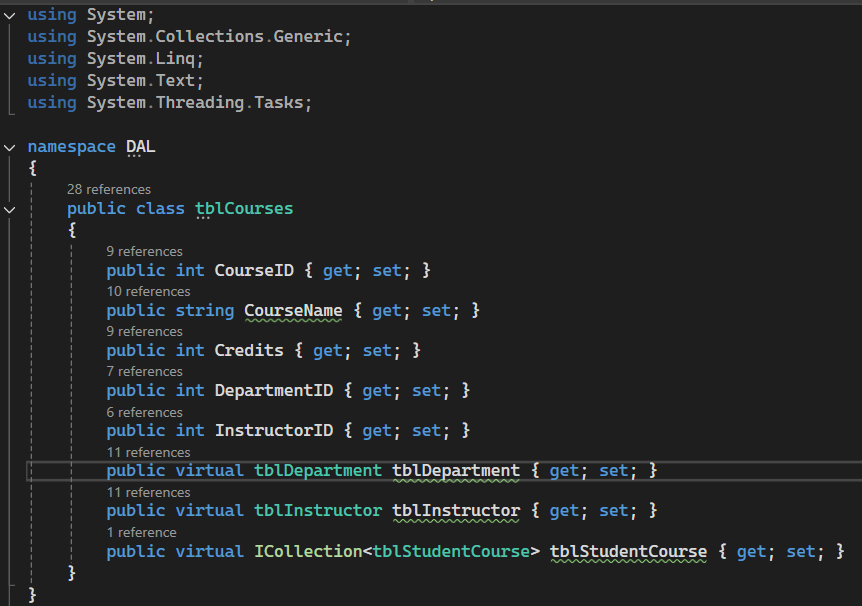 using System;
using System.Collections.Generic;
using System.Linq;
using System.Text;
using System.Threading.Tasks;
namespace DAL
{
28 references
public class tblCourses
{
9 references
public int CourseID { get; set; }
10 references
public string CourseName { get; set; }
9 references
public int Credits { get; set; }
7 references
public int DepartmentID { get; set; }
6 references
public int InstructorID { get; set; }
11 references
public virtual tblDepartment tblDepartment { get; set; }
11 references
public virtual tblInstructor tblInstructor { get; set; }
1 reference
public virtual ICollection<tblStudentCourse> tblStudentCourse { get; set; }
}
}